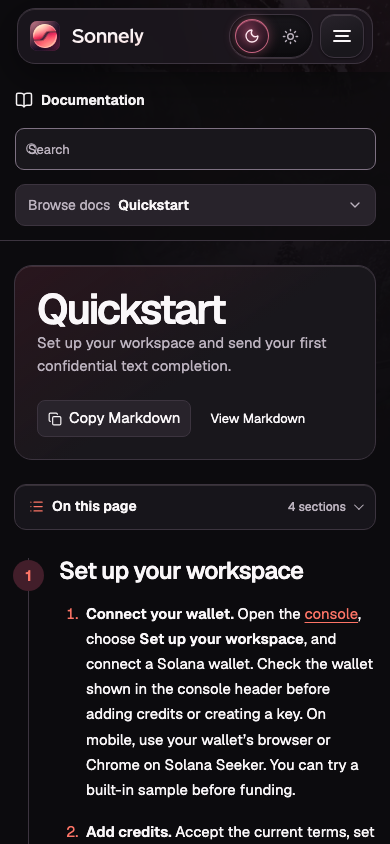 Sonnely
Documentation
Search
Browse docs Quickstart
Quickstart
Set up your workspace and send your first
confidential text completion.
Copy Markdown View Markdown
On this page 4 sections
1 Set up your workspace
1. Connect your wallet. Open the console,
choose Set up your workspace, and
connect a Solana wallet. Check the wallet
shown in the console header before
adding credits or creating a key. On
mobile, use your wallet's browser or
Chrome on Solana Seeker. You can try a
built-in sample before funding.
2. Add credits. Accept the current terms, set